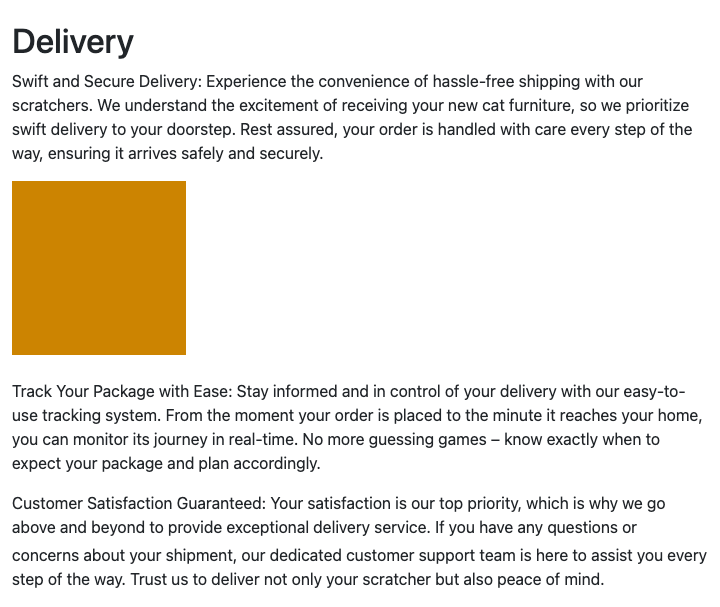 Delivery
Swift and Secure Delivery: Experience the convenience of hassle-free shipping with our
scratchers. We understand the excitement of receiving your new cat furniture, so we prioritize
swift delivery to your doorstep. Rest assured, your order is handled with care every step of the
way, ensuring it arrives safely and securely.
Track Your Package with Ease: Stay informed and in control of your delivery with our easy-to-
use tracking system. From the moment your order is placed to the minute it reaches your home,
you can monitor its journey in real-time. No more guessing games – know exactly when to
expect your package and plan accordingly.
Customer Satisfaction Guaranteed: Your satisfaction is our top priority, which is why we go
above and beyond to provide exceptional delivery service. If you have any questions or
concerns about your shipment, our dedicated customer support team is here to assist you every
step of the way. Trust us to deliver not only your scratcher but also peace of mind.